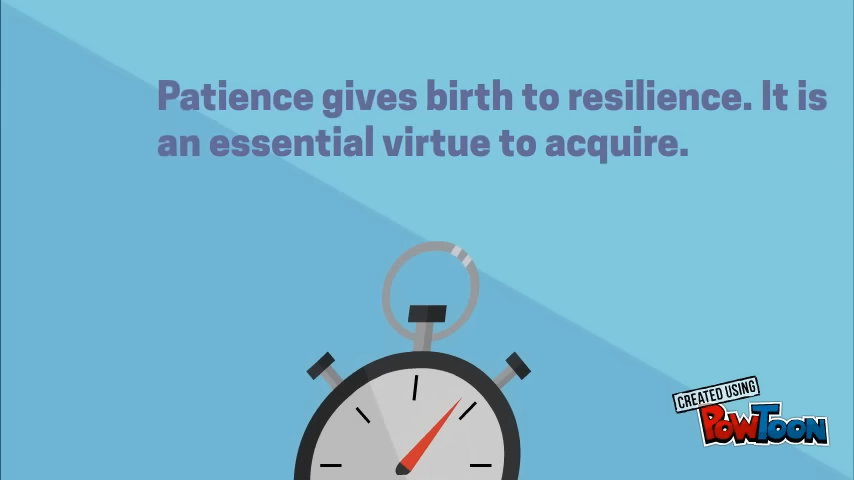 Patience gives birth to resilience. It is
an essential virtue to acquire.
CREATED USING
POWTOON